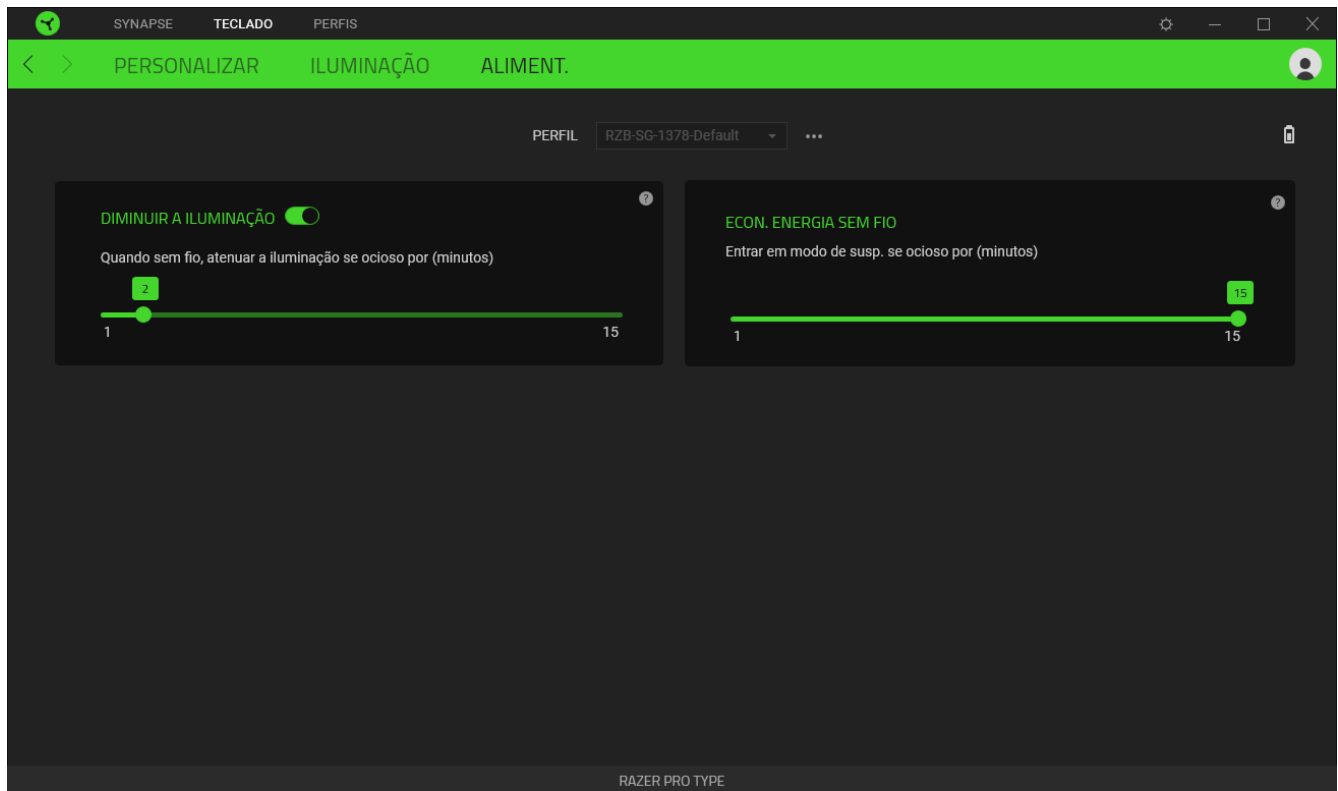 SYNAPSE TECLADO PERFIS
PERSONALIZAR ILUMINAÇÃO ALIMENT.
PERFIL RZB-SG-1378-Default
DIMINUIR A ILUMINAÇÃO
Quando sem fio, atenuar a iluminação se ocioso por (minutos)
2
1 15
ECON. ENERGIA SEM FIO
Entrar em modo de susp. se ocioso por (minutos)
15
1 15
RAZER PRO TYPE